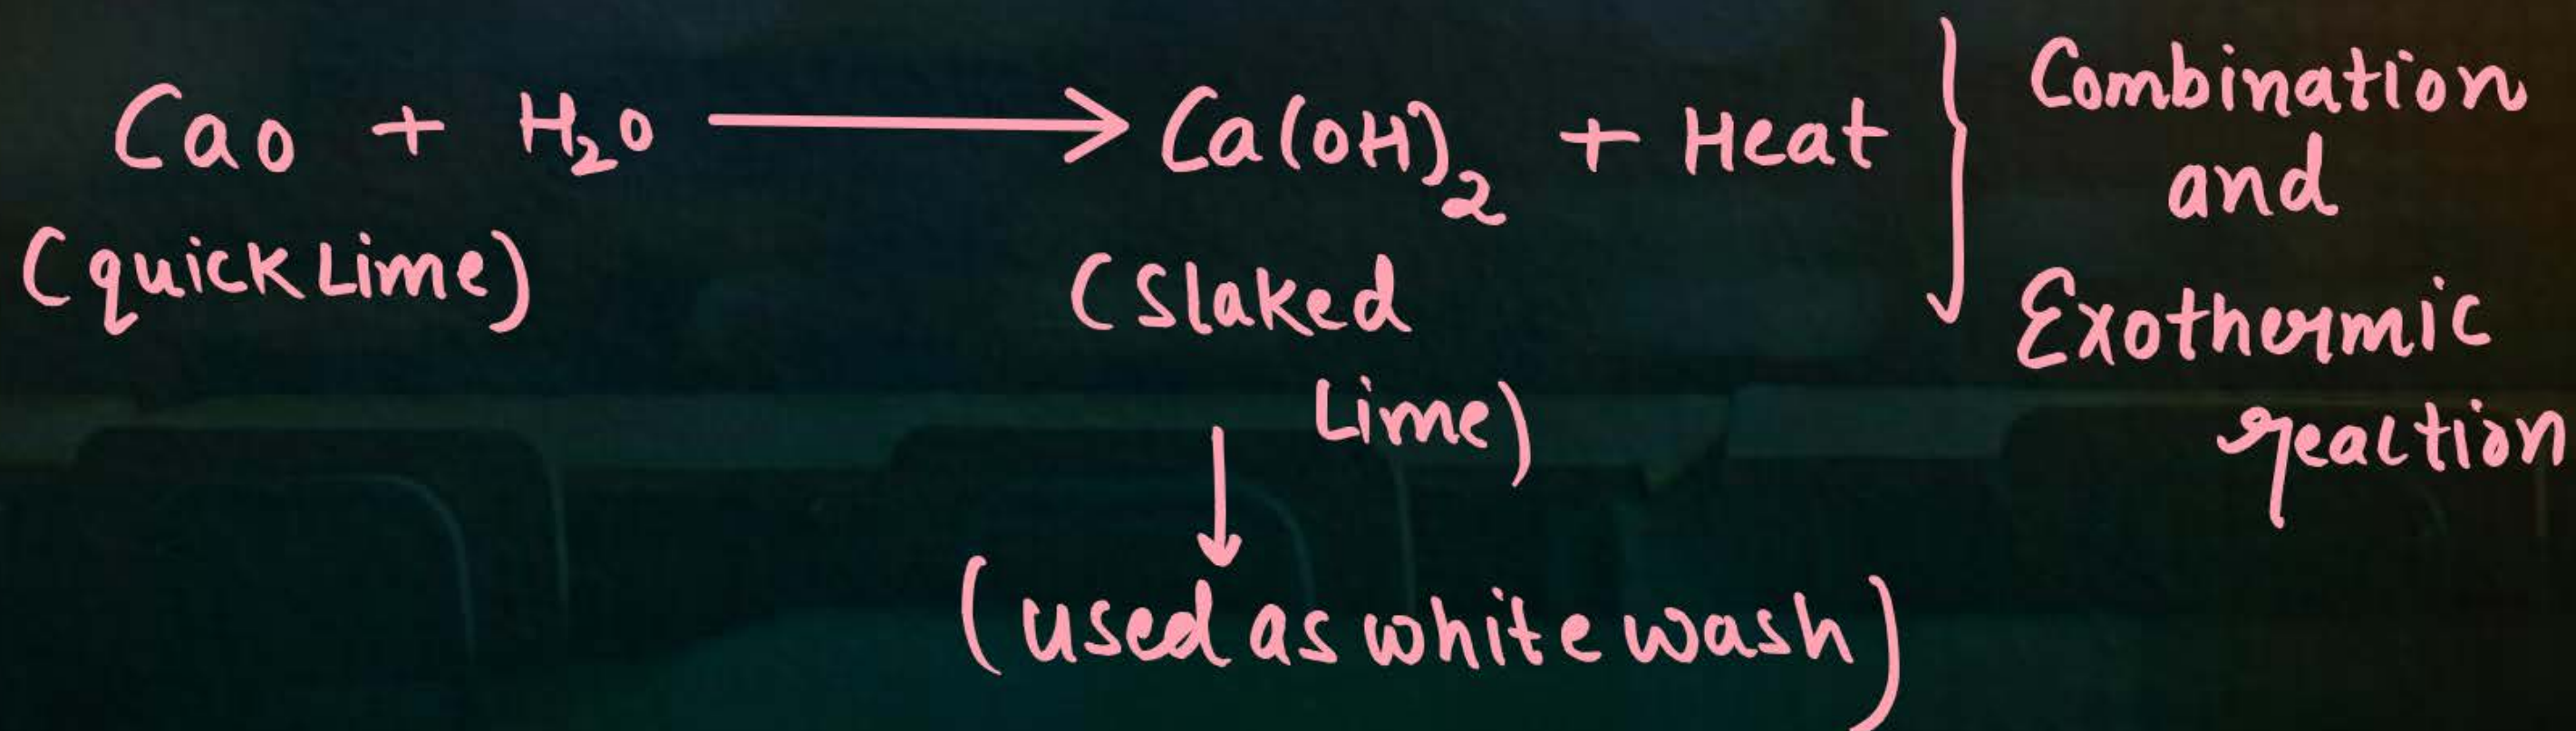 Cao + H₂o ⟶ Ca(OH)₂ + Heat
(quick Lime)
(Slaked
Lime)
↓
(used as white wash)
Combination
and
Exothermic
reaction